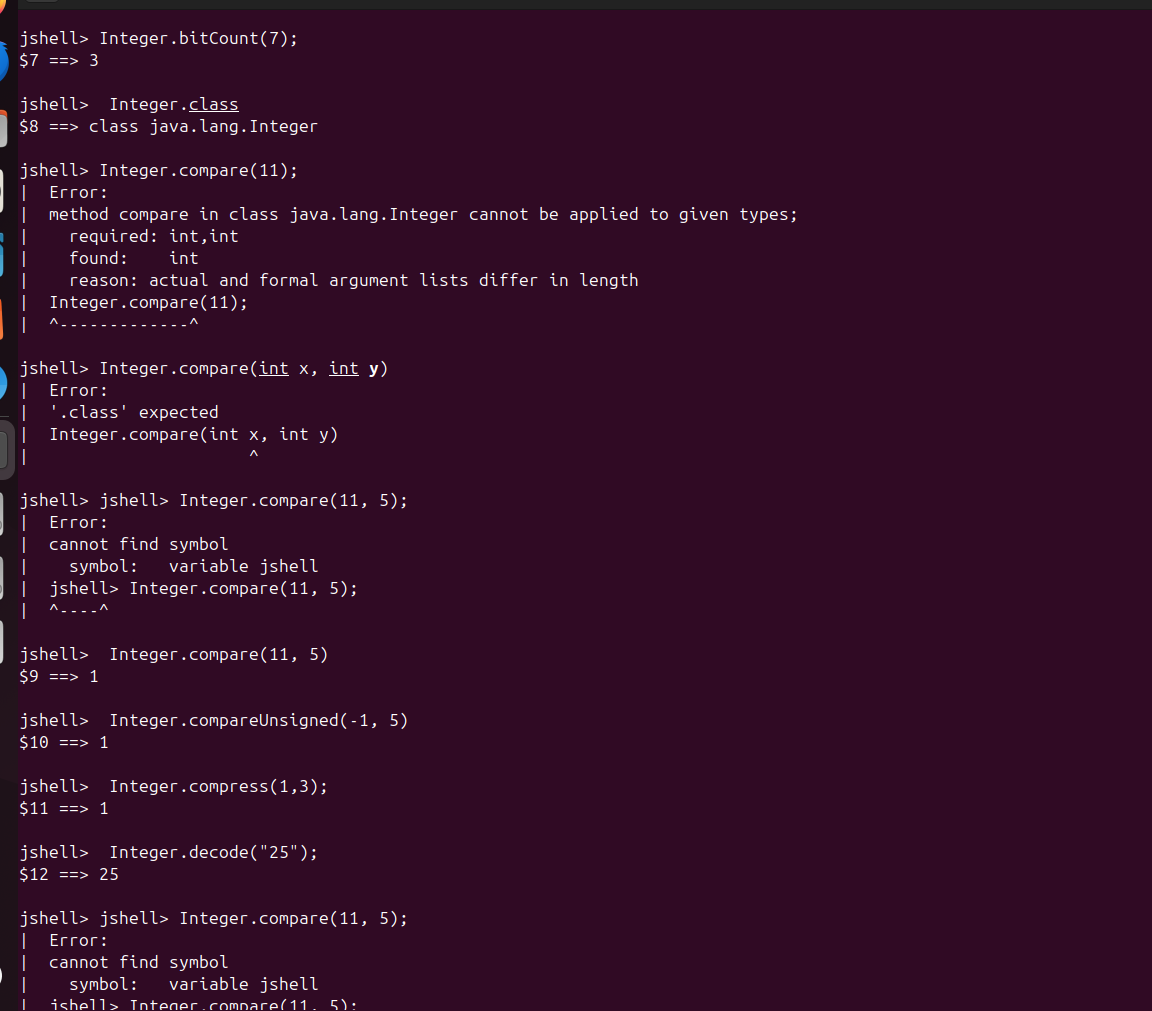 jshell> Integer.bitCount(7);
$7 ==> 3
jshell>  Integer.class
$8 ==> class java.lang.Integer
jshell> Integer.compare(11);
|  Error:
|  method compare in class java.lang.Integer cannot be applied to given types;
|    required: int,int
|    found:    int
|    reason: actual and formal argument lists differ in length
|  Integer.compare(11);
|  ^-------------^
jshell> Integer.compare(int x, int y)
|  Error:
|  '.class' expected
|  Integer.compare(int x, int y)
|                      ^
jshell> jshell> Integer.compare(11, 5);
|  Error:
|  cannot find symbol
|    symbol:   variable jshell
|  jshell> Integer.compare(11, 5);
|  ^----^
jshell>  Integer.compare(11, 5)
$9 ==> 1
jshell>  Integer.compareUnsigned(-1, 5)
$10 ==> 1
jshell>  Integer.compress(1,3);
$11 ==> 1
jshell>  Integer.decode("25");
$12 ==> 25
jshell> jshell> Integer.compare(11, 5);
|  Error:
|  cannot find symbol
|    symbol:   variable jshell
|  jshell> Integer.compare(11, 5);